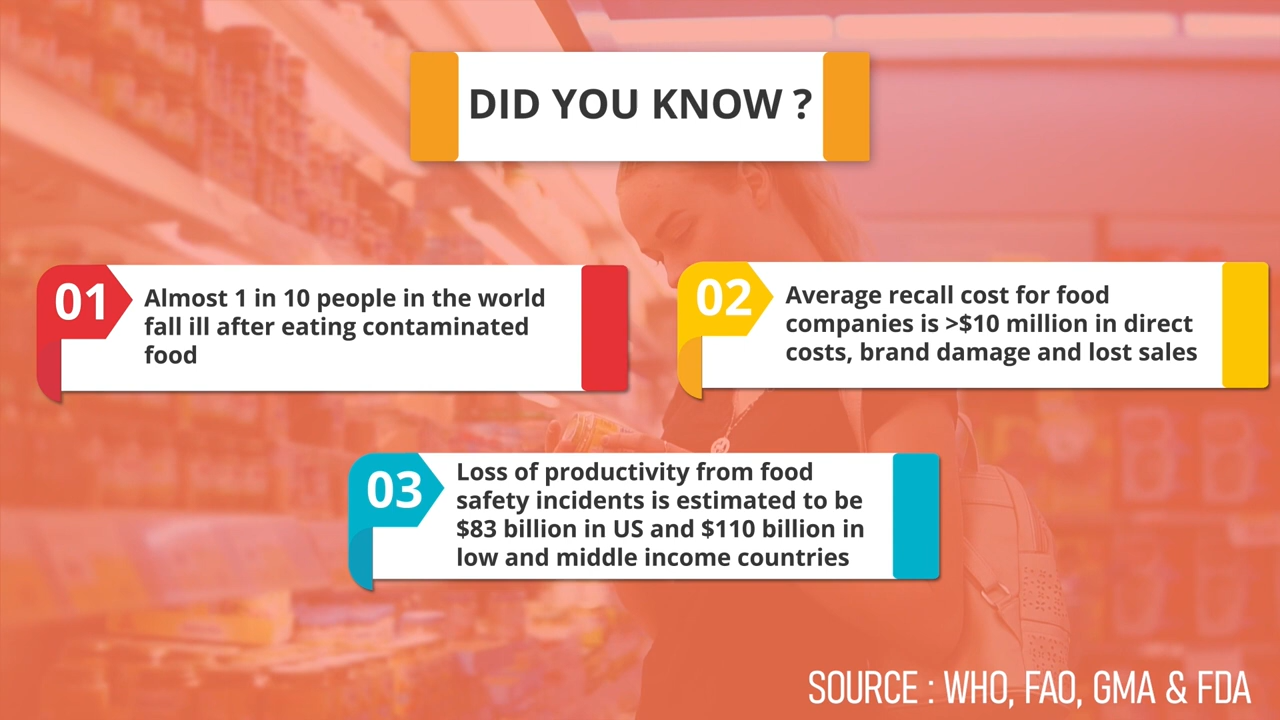 DID YOU KNOW ?
01
Almost 1 in 10 people in the world
fall ill after eating contaminated
food
02
Average recall cost for food
companies is >$10 million in direct
costs, brand damage and lost sales
03
Loss of productivity from food
safety incidents is estimated to be
$83 billion in US and $110 billion in
low and middle income countries
SOURCE : WHO, FAO, GMA & FDA